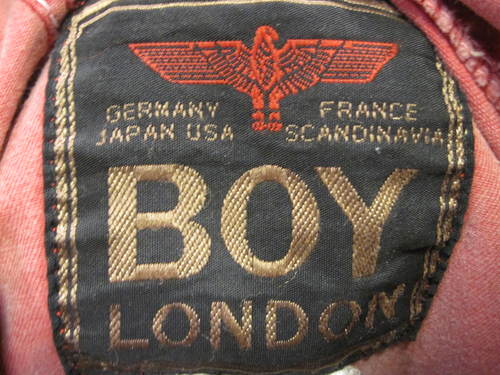 GERMANY FRANCE
JAPAN USA SCANDINAVIA
BOY
LONDON